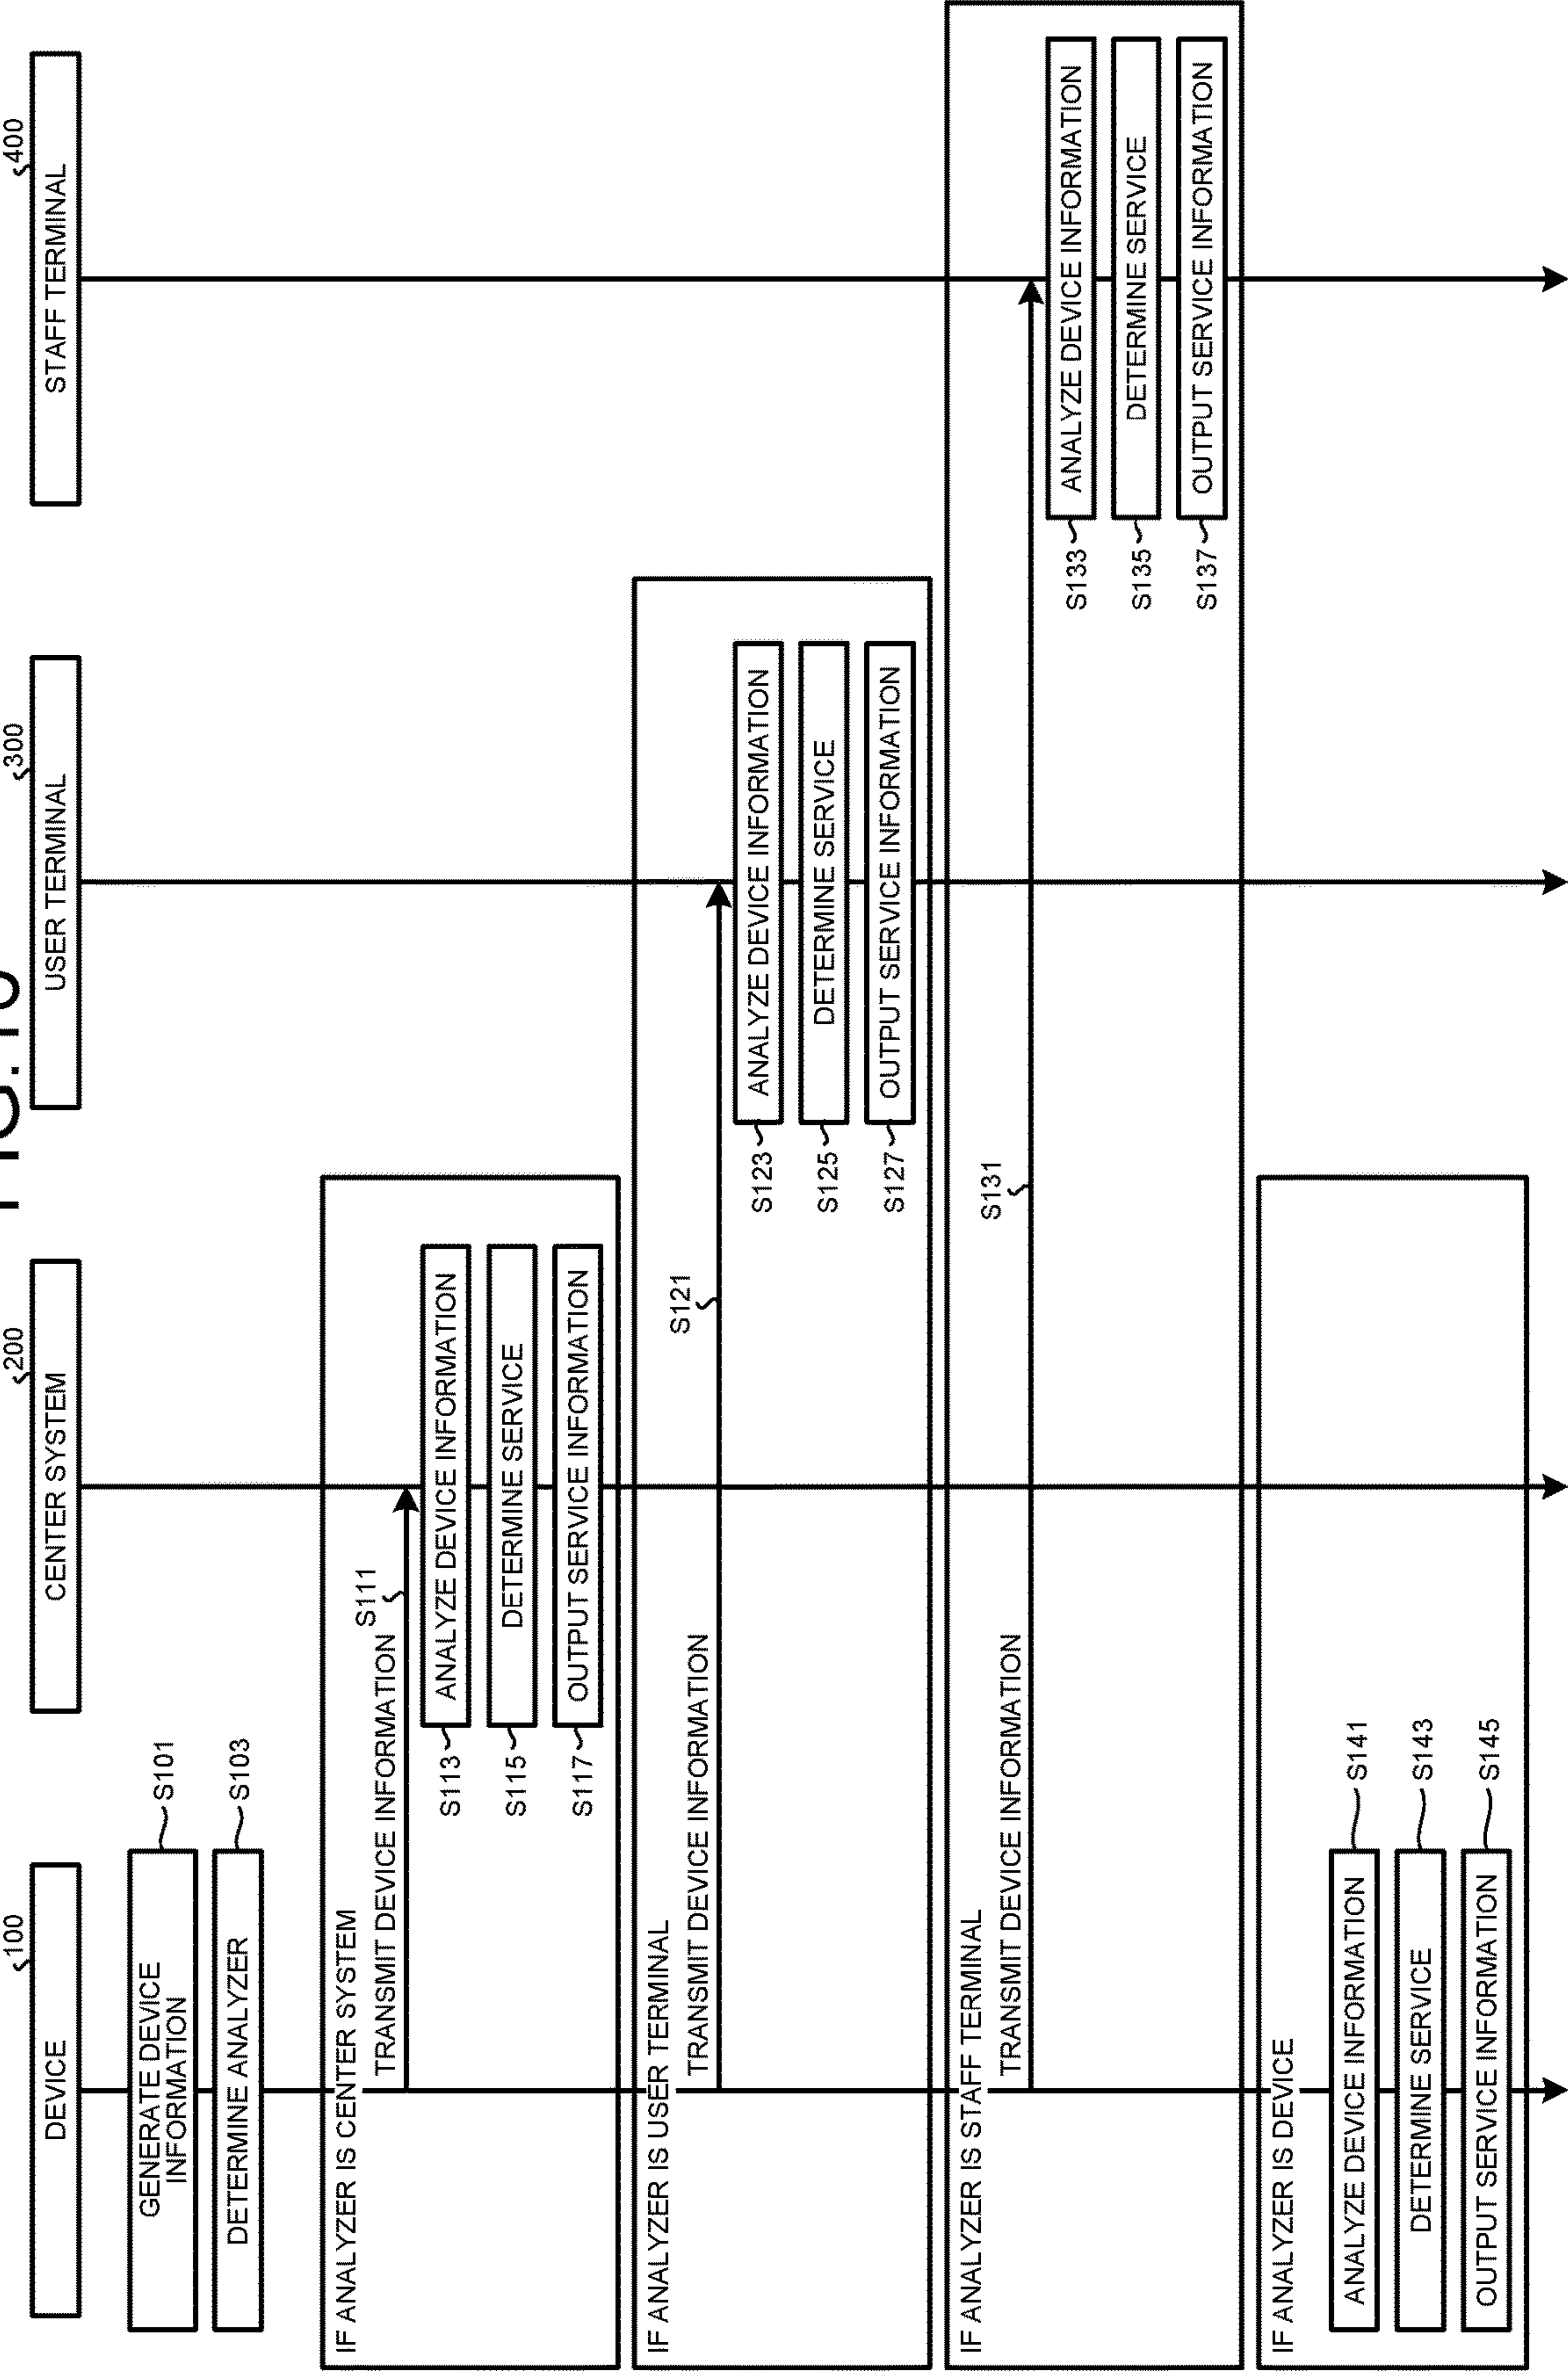 100
DEVICE
200
CENTER SYSTEM
300
USER TERMINAL
400
STAFF TERMINAL
GENERATE DEVICE
INFORMATION
S101
DETERMINE ANALYZER
S103
IF ANALYZER IS CENTER SYSTEM
TRANSMIT DEVICE INFORMATION
S111
S113
ANALYZE DEVICE INFORMATION
S115
DETERMINE SERVICE
S117
OUTPUT SERVICE INFORMATION
IF ANALYZER IS USER TERMINAL
TRANSMIT DEVICE INFORMATION
S121
S123
ANALYZE DEVICE INFORMATION
S125
DETERMINE SERVICE
S127
OUTPUT SERVICE INFORMATION
IF ANALYZER IS STAFF TERMINAL
TRANSMIT DEVICE INFORMATION
S131
S133
ANALYZE DEVICE INFORMATION
S135
DETERMINE SERVICE
S137
OUTPUT SERVICE INFORMATION
IF ANALYZER IS DEVICE
ANALYZE DEVICE INFORMATION
S141
DETERMINE SERVICE
S143
OUTPUT SERVICE INFORMATION
S145